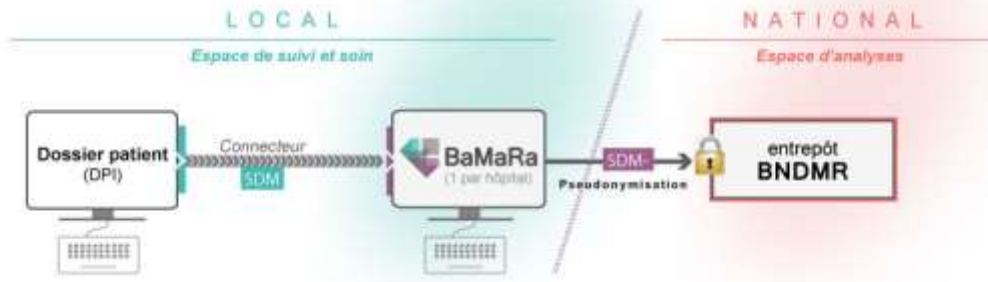 LOCAL
NATIONAL
Espace de suivi et soin
Espace d'analyses
Dossier patient
(DPI)
Connecteur
SDM
BaMaRa
(1 par hôpital)
SDM-
Pseudonymisation
entrepôt
BNDMR